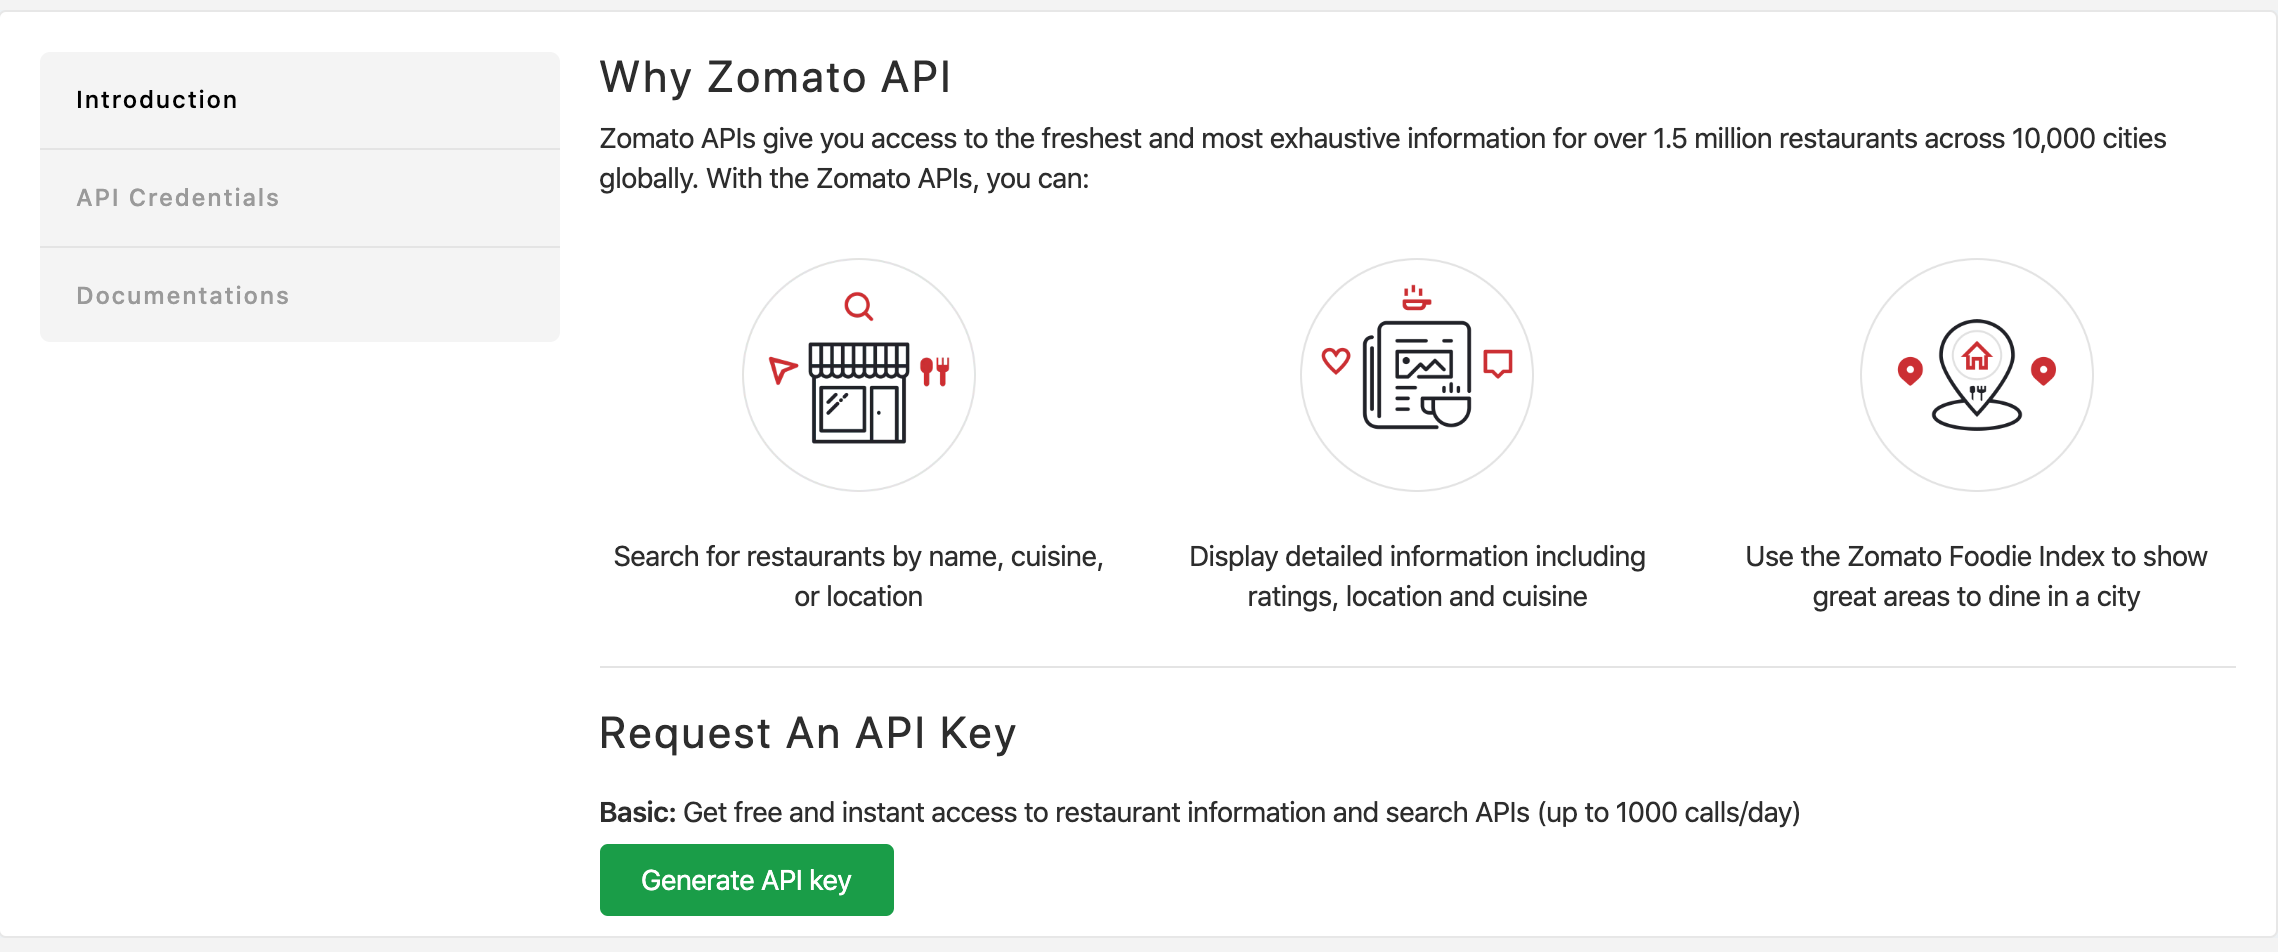 Introduction
API Credentials
Documentations
Why Zomato API
Zomato APIs give you access to the freshest and most exhaustive information for over 1.5 million restaurants across 10,000 cities
globally. With the Zomato APIs, you can:
Search for restaurants by name, cuisine,
or location
Display detailed information including
ratings, location and cuisine
Use the Zomato Foodie Index to show
great areas to dine in a city
Request An API Key
Basic: Get free and instant access to restaurant information and search APIs (up to 1000 calls/day)
Generate API key